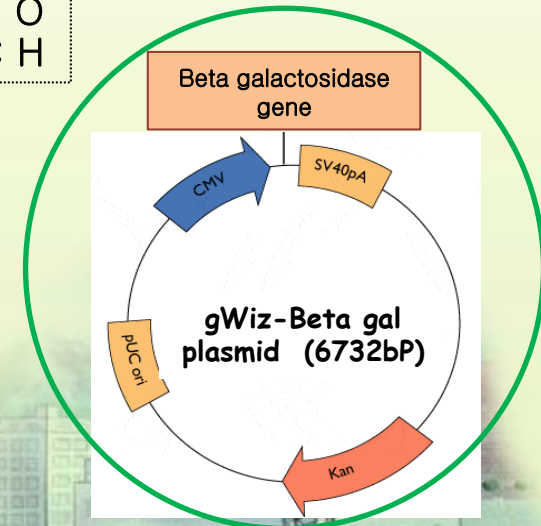 O
H
Beta galactosidase
gene
CMV
SV40pA
gWiz-Beta gal
plasmid (6732bP)
pUC ori
Kan